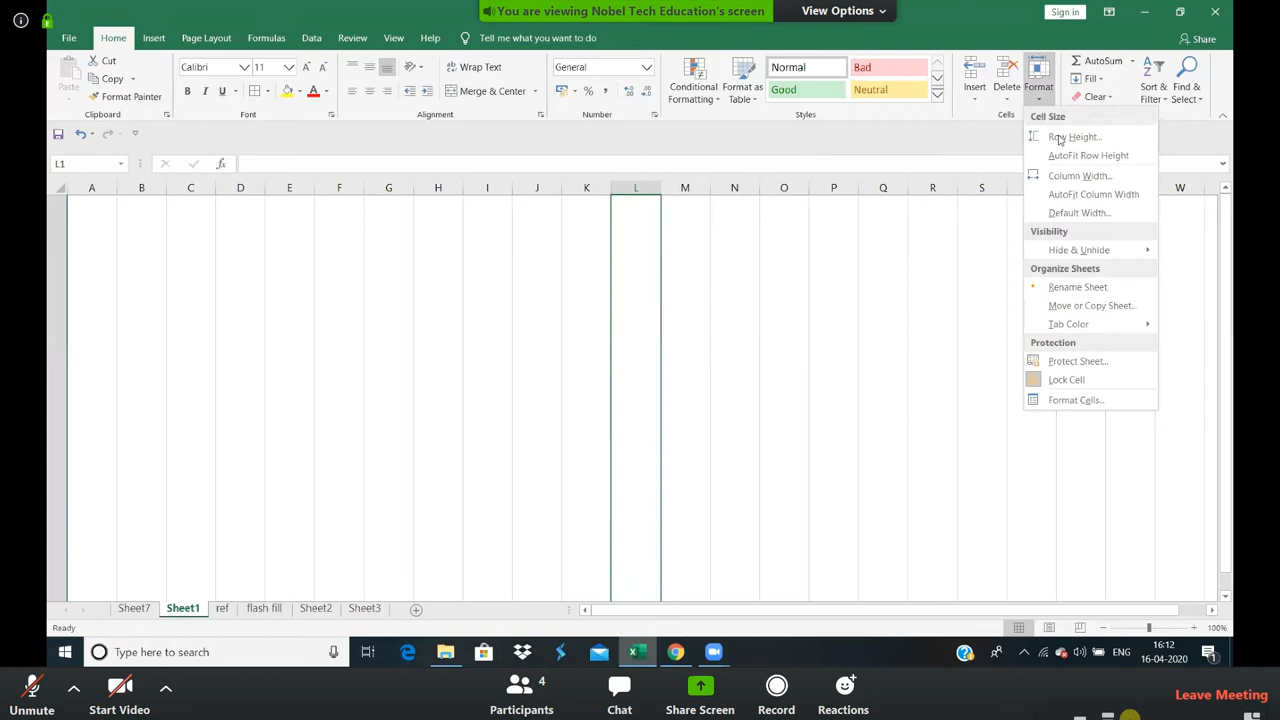 You are viewing Nobel Tech Education's screen
View Options
Sign in
File Home Insert Page Layout Formulas Data Review View Help Tell me what you want to do
Share
Paste
Cut
Copy
Format Painter
Clipboard
Calibri 11
B I U
Font
Wrap Text
Merge & Center
Alignment
General
%
Number
Conditional Formatting
Format as Table
Normal Bad
Good Neutral
Styles
Insert Delete Format
Cells
AutoSum
Fill
Clear
Sort & Filter
Find & Select
Cell Size
Row Height...
AutoFit Row Height
Column Width...
AutoFit Column Width
Default Width...
Visibility
Hide & Unhide
Organize Sheets
Rename Sheet
Move or Copy Sheet...
Tab Color
Protection
Protect Sheet...
Lock Cell
Format Cells...
L1
fx
A B C D E F G H I J K L M N O P Q R S W
Sheet7 Sheet1 ref flash fill Sheet2 Sheet3
Ready
100%
Type here to search
ENG
16:12
16-04-2020
1
Unmute
Start Video
4
Participants
Chat
Share Screen
Record
Reactions
Leave Meeting